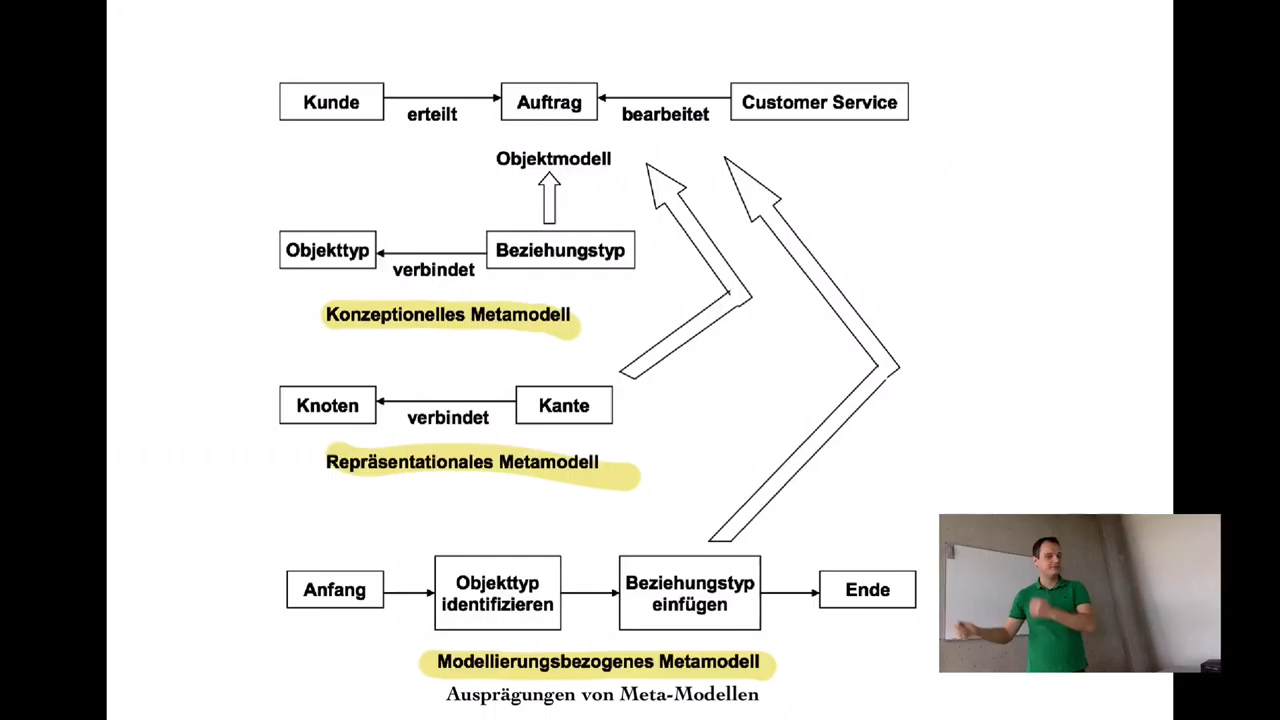 Kunde
erteilt
Auftrag
bearbeitet
Customer Service
Objektmodell
Objekttyp
verbindet
Beziehungstyp
Konzeptionelles Metamodell
Knoten
verbindet
Kante
Repräsentationales Metamodell
Anfang
Objekttyp
identifizieren
Beziehungstyp
einfügen
Ende
Modellierungsbezogenes Metamodell
Ausprägungen von Meta-Modellen